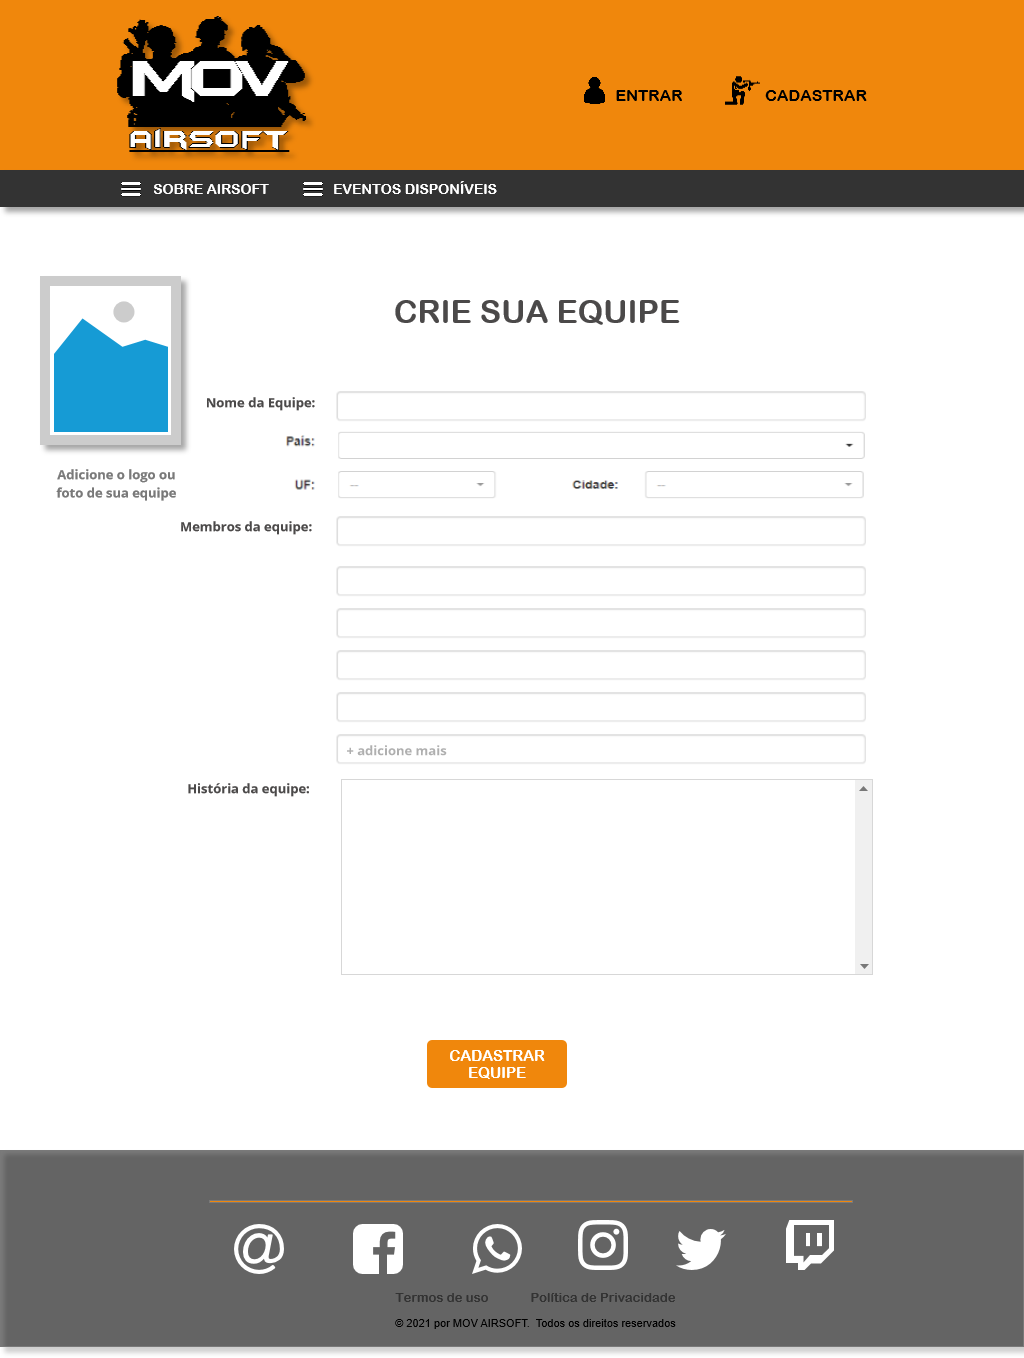 MOV
AIRSOFT
ENTRAR
CADASTRAR
SOBRE AIRSOFT
EVENTOS DISPONÍVEIS
CRIE SUA EQUIPE
Adicione o logo ou
foto de sua equipe
Nome da Equipe:
País:
UF: --
Cidade: --
Membros da equipe:
+ adicione mais
História da equipe:
CADASTRAR
EQUIPE
Termos de uso
Política de Privacidade
© 2021 por MOV AIRSOFT. Todos os direitos reservados